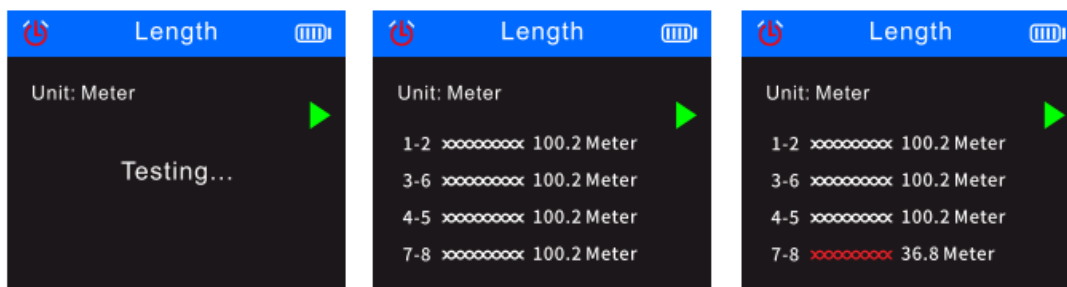 Length
Unit: Meter
Testing...
Length
Unit: Meter
1-2 100.2 Meter
3-6 100.2 Meter
4-5 100.2 Meter
7-8 100.2 Meter
Length
Unit: Meter
1-2 100.2 Meter
3-6 100.2 Meter
4-5 100.2 Meter
7-8 36.8 Meter